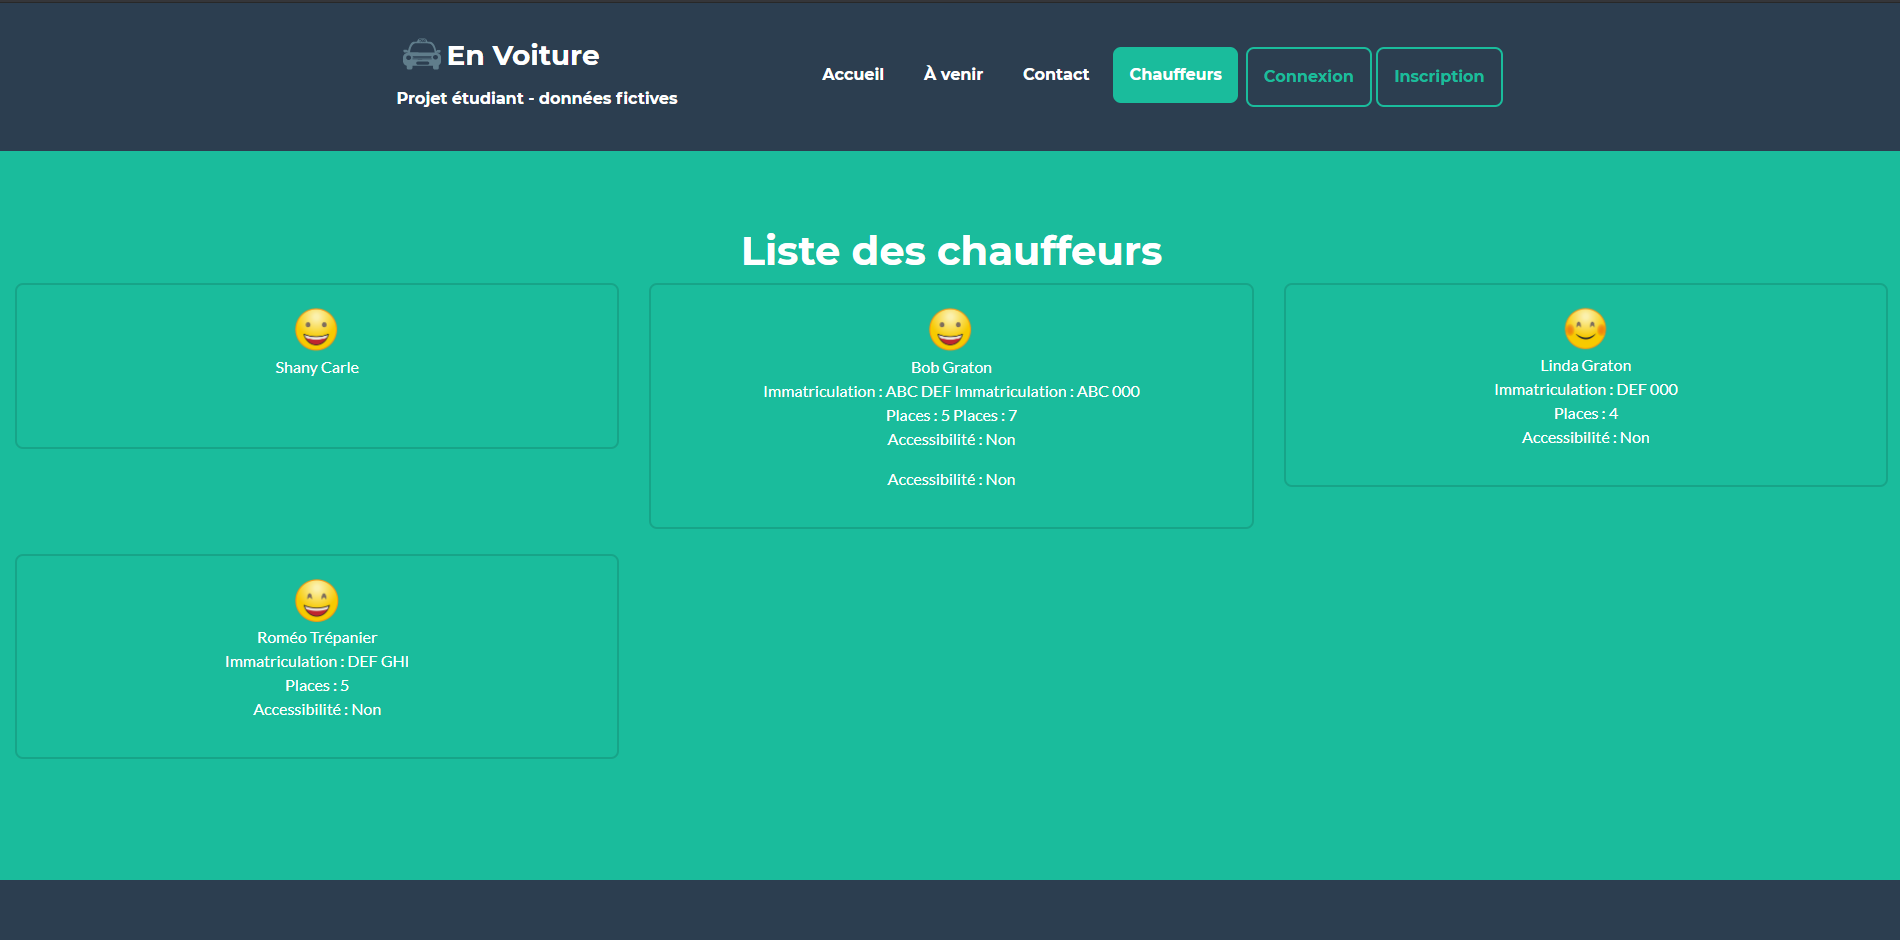 En Voiture
Projet étudiant - données fictives
Accueil
À venir
Contact
Chauffeurs
Connexion
Inscription
Liste des chauffeurs
Shany Carle
Bob Graton
Immatriculation : ABC DEF Immatriculation : ABC 000
Places : 5 Places : 7
Accessibilité : Non
Accessibilité : Non
Linda Graton
Immatriculation : DEF 000
Places : 4
Accessibilité : Non
Roméo Trépanier
Immatriculation : DEF GHI
Places : 5
Accessibilité : Non